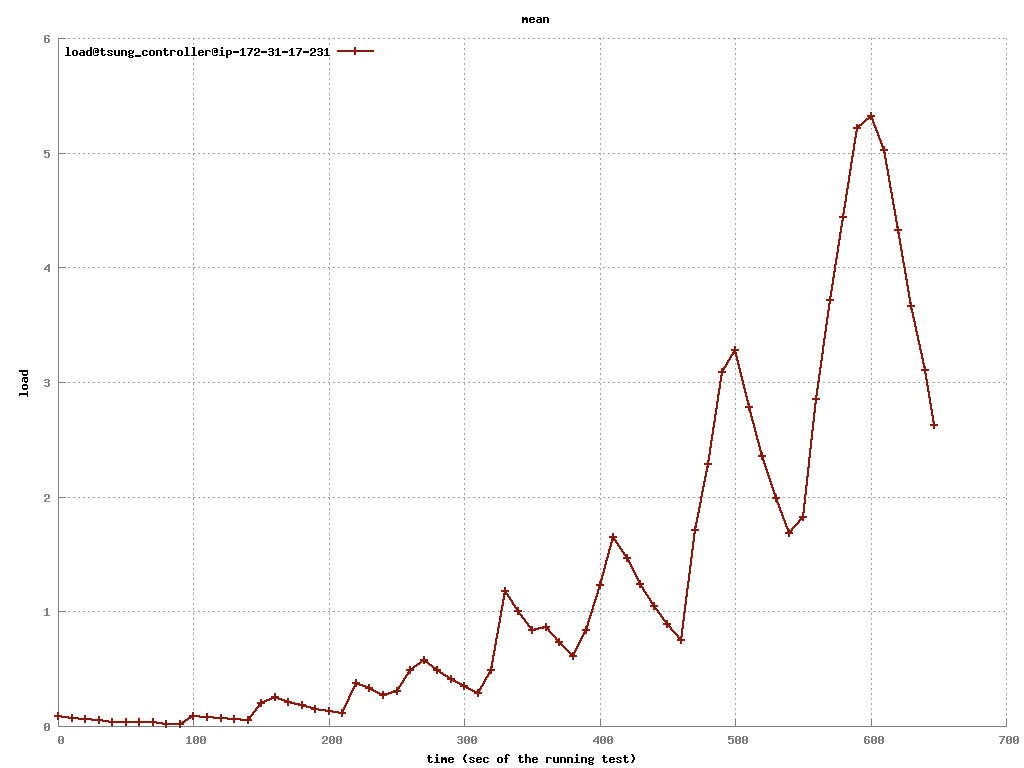 mean
6
load@tsung_controller@ip-172-31-17-231
5
4
3
load
2
1
0
0 100 200 300 400 500 600 700
time (sec of the running test)